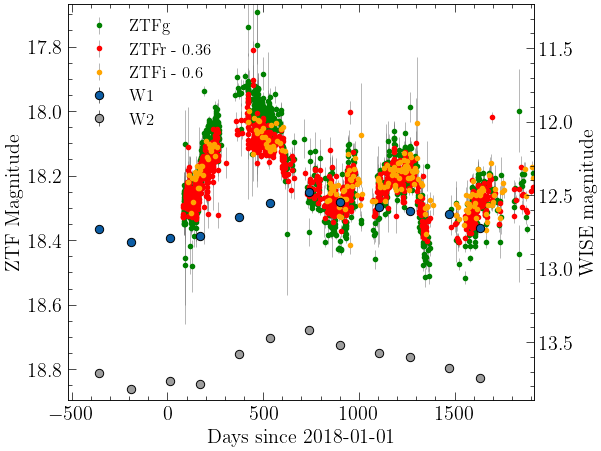 ZTFg
ZTFr - 0.36
ZTFi - 0.6
W1
W2
17.8
18.0
18.2
18.4
18.6
18.8
ZTF Magnitude
11.5
12.0
12.5
13.0
13.5
WISE magnitude
−500 0 500 1000 1500
Days since 2018-01-01